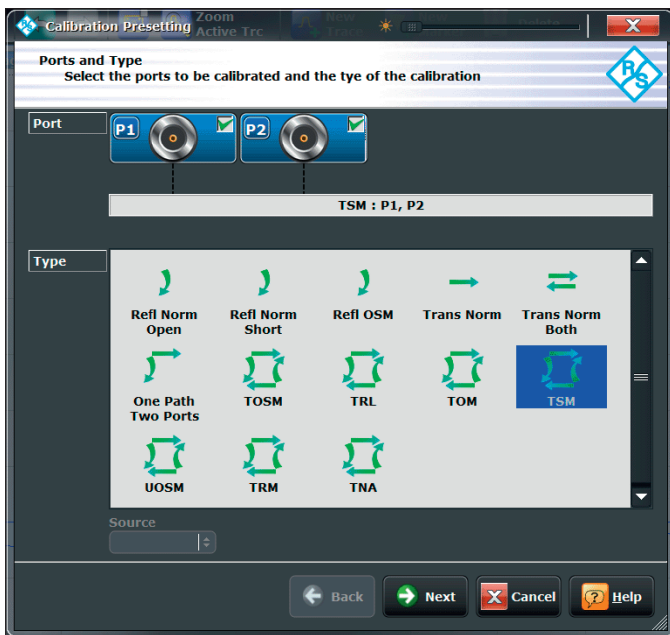 Zoom
Active Trc
New
Trace
Delete
Calibration Presetting
X
Ports and Type
Select the ports to be calibrated and the tye of the calibration
R
S
Port
P1
P2
TSM : P1, P2
Type
Refl Norm
Open
Refl Norm
Short
Refl OSM
Trans Norm
Trans Norm
Both
One Path
Two Ports
TOSM
TRL
TOM
TSM
UOSM
TRM
TNA
Source
Back
Next
X
Cancel
?
Help